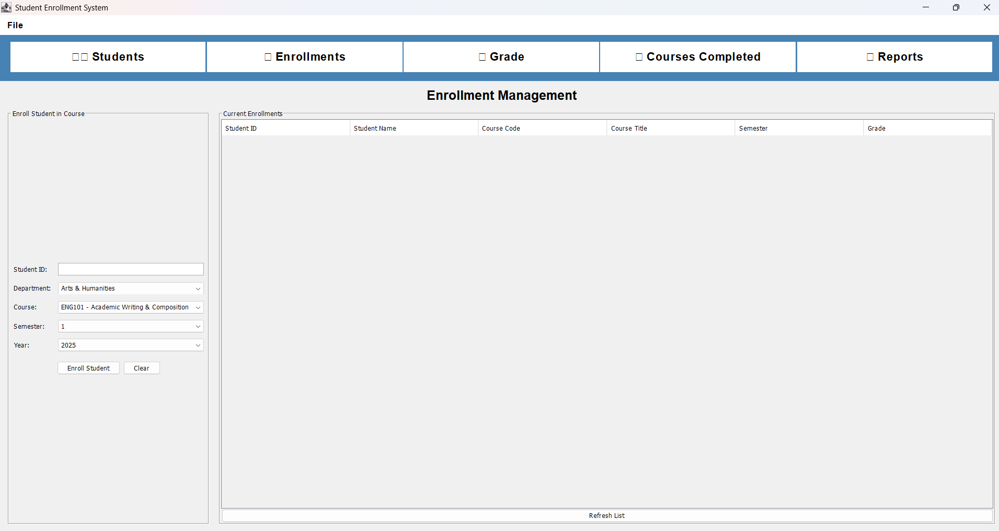 Student Enrollment System
File
Students
Enrollments
Grade
Courses Completed
Reports
Enrollment Management
Enroll Student in Course
Student ID:
Department: Arts & Humanities
Course: ENG101 - Academic Writing & Composition
Semester: 1
Year: 2025
Enroll Student Clear
Current Enrollments
Student ID Student Name Course Code Course Title Semester Grade
Refresh List